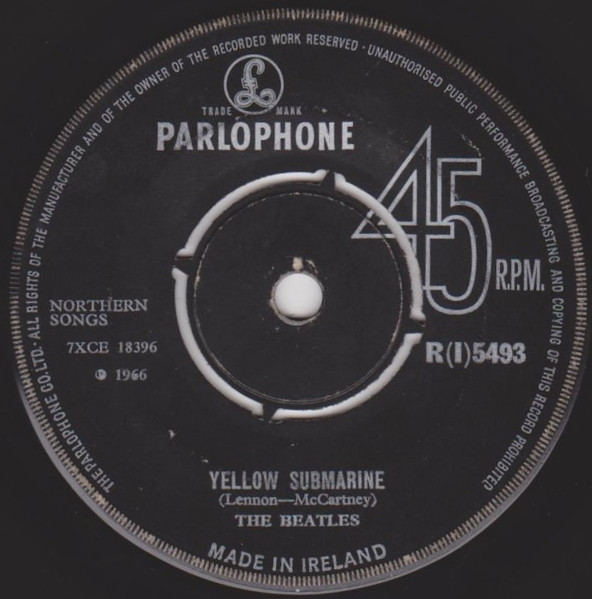 THE PARLOPHONE CO.LTD. ALL RIGHTS OF THE MANUFACTURER AND OF THE OWNER OF THE RECORDED WORK RESERVED · UNAUTHORISED PUBLIC PERFORMANCE BROADCASTING AND COPYING OF THIS RECORD PROHIBITED
£
TRADE MARK
PARLOPHONE
45
R.P.M.
NORTHERN
SONGS
7XCE 18396
℗ 1966
R(I)5493
YELLOW SUBMARINE
(Lennon—McCartney)
THE BEATLES
MADE IN IRELAND